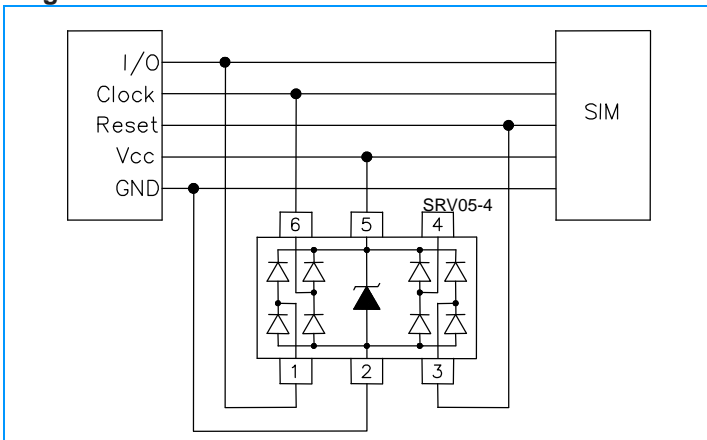 I/O
Clock
Reset
Vcc
GND
SIM
SRV05-4
6
5
4
1
2
3